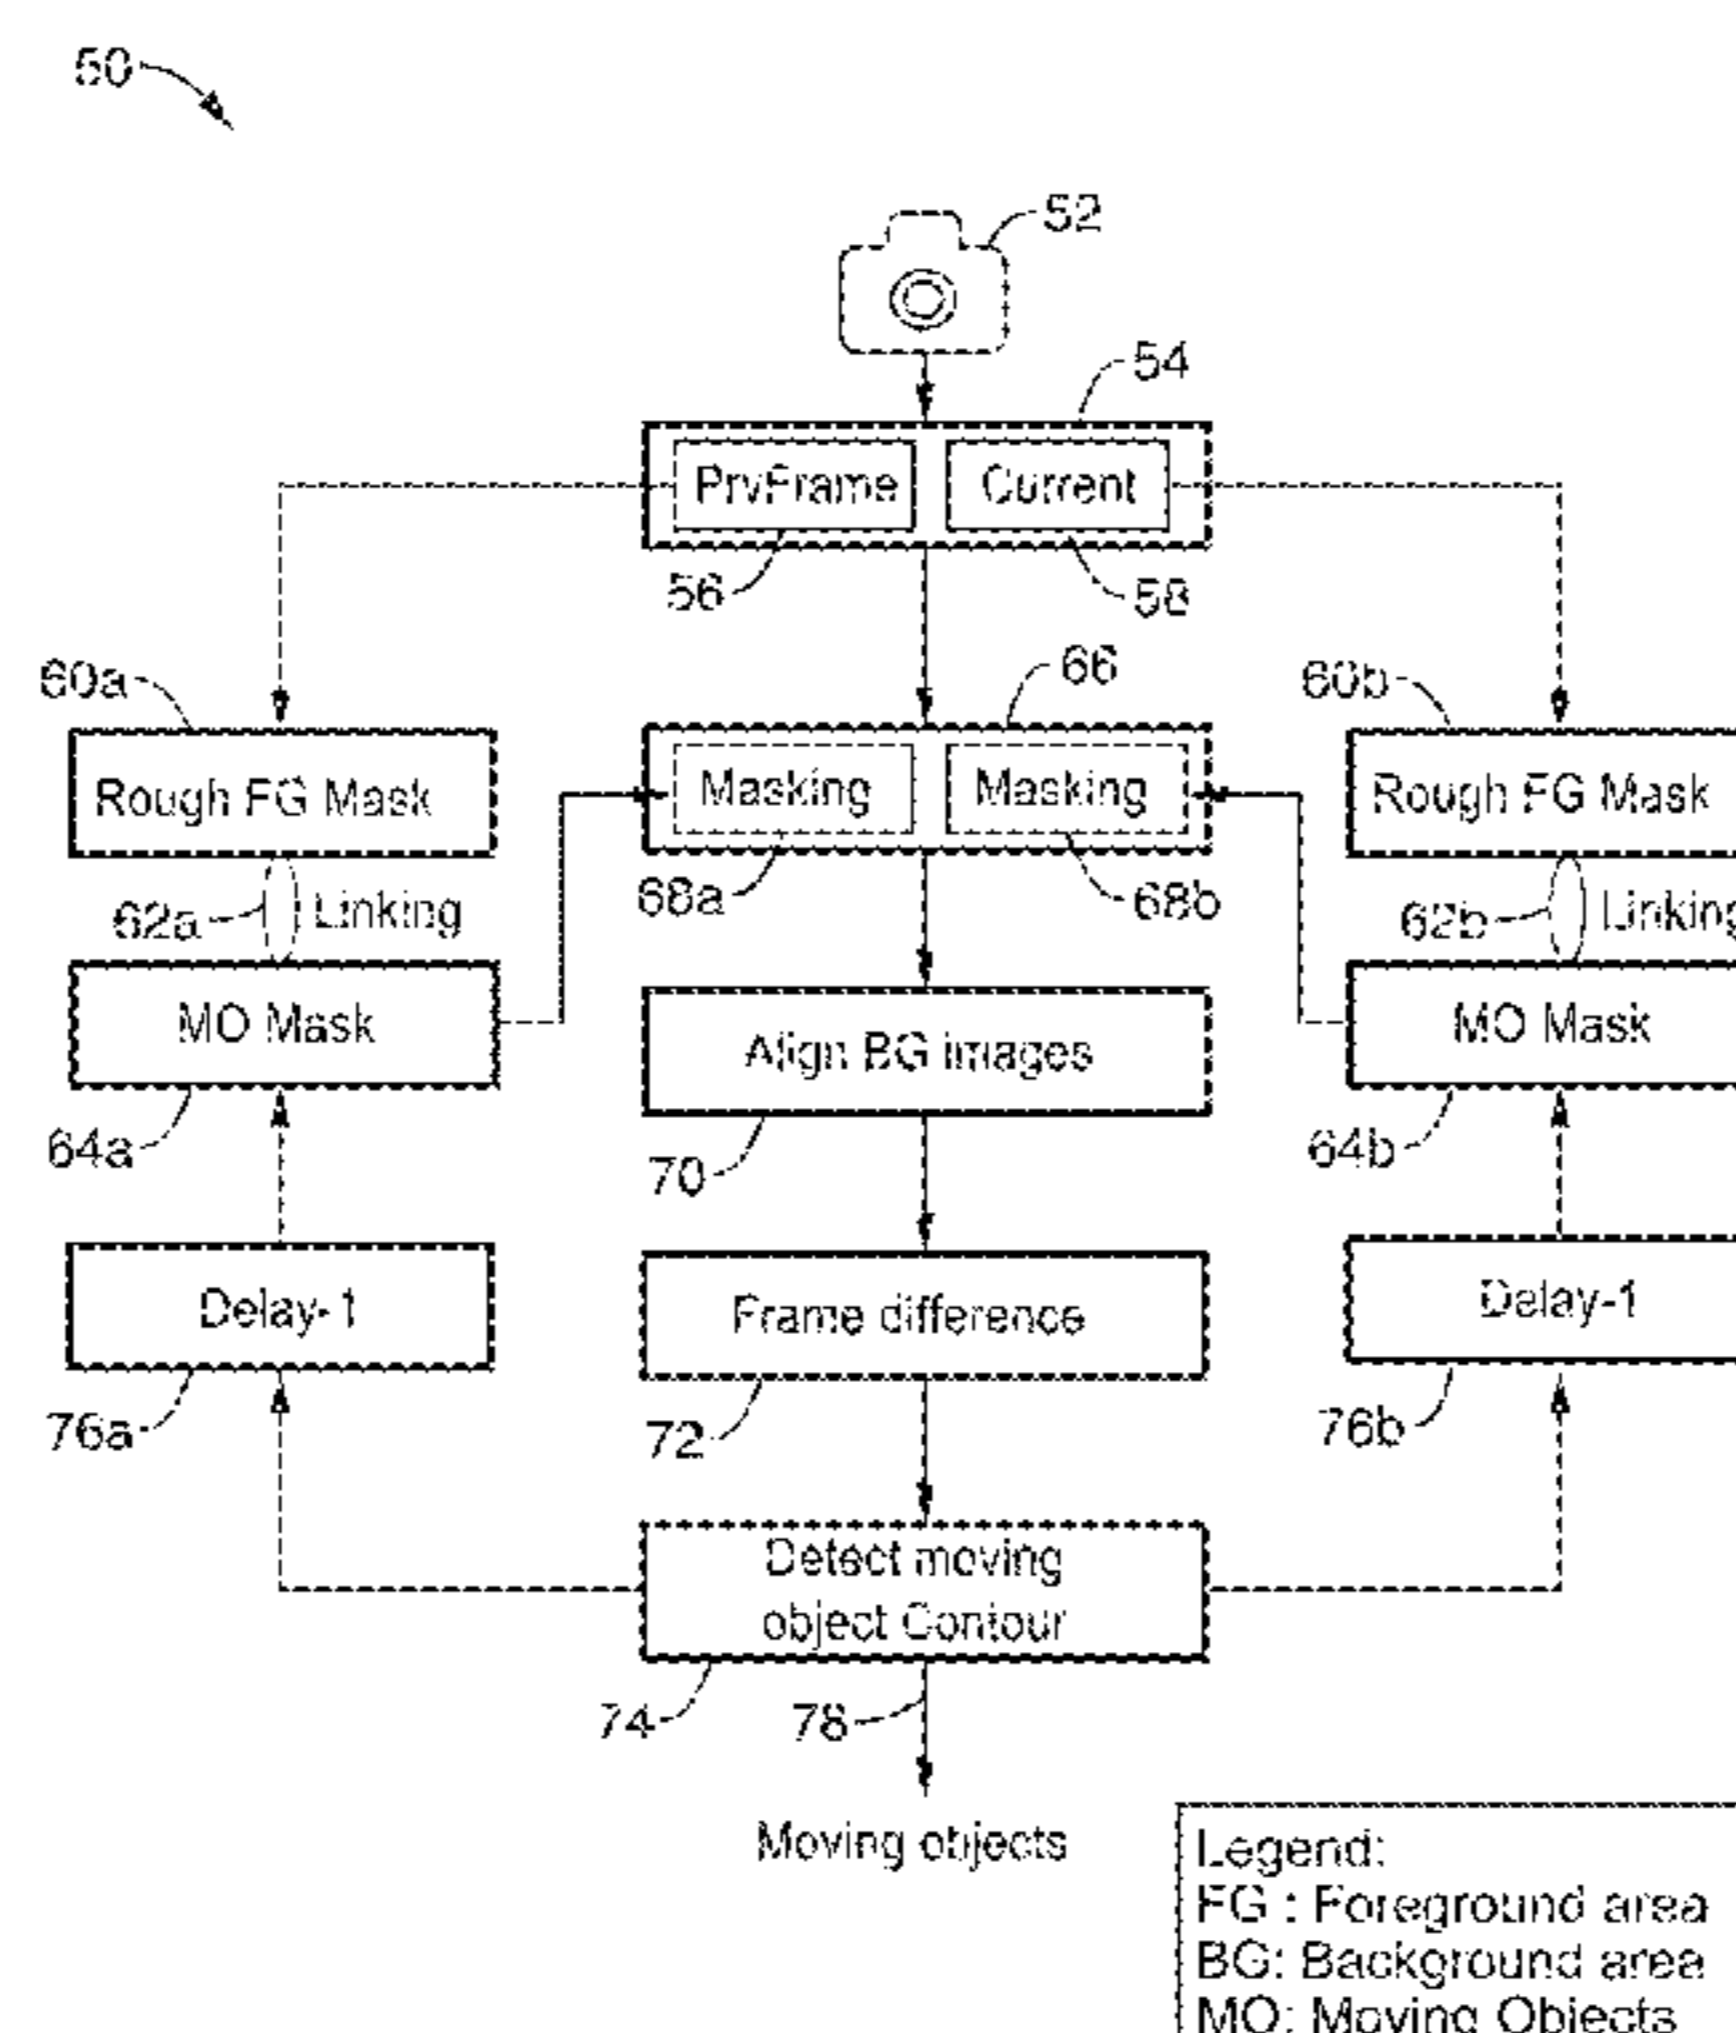 50
52
54
PrvFrame
Current
56
58
60a
66
60b
Rough FG Mask
Masking
Masking
Rough FG Mask
62a
Linking
68a
68b
62b
Linking
MO Mask
Align BG images
MO Mask
64a
70
64b
Delay-1
Frame difference
Delay-1
76a
72
76b
Detect moving
object Contour
74
78
Moving objects
Legend:
FG : Foreground area
BG: Background area
MO: Moving Objects